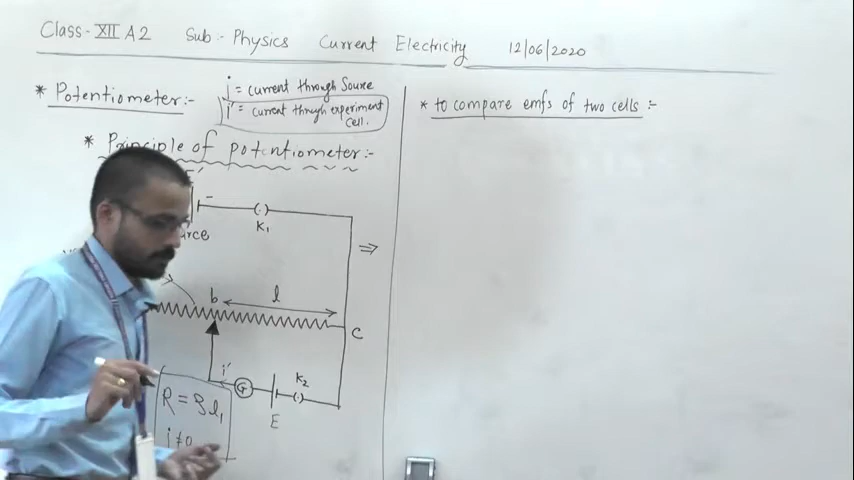 Class - XII A2 Sub - Physics Current Electricity 12/06/2020
* Potentiometer :-
i = current through Source
i' = current through experiment
cell.
* Principle of potentiometer :-
E' -
K1
b l
C
i' G K2
E
R = ρl1
i ≠ 0
⇒
* to compare emfs of two cells :-